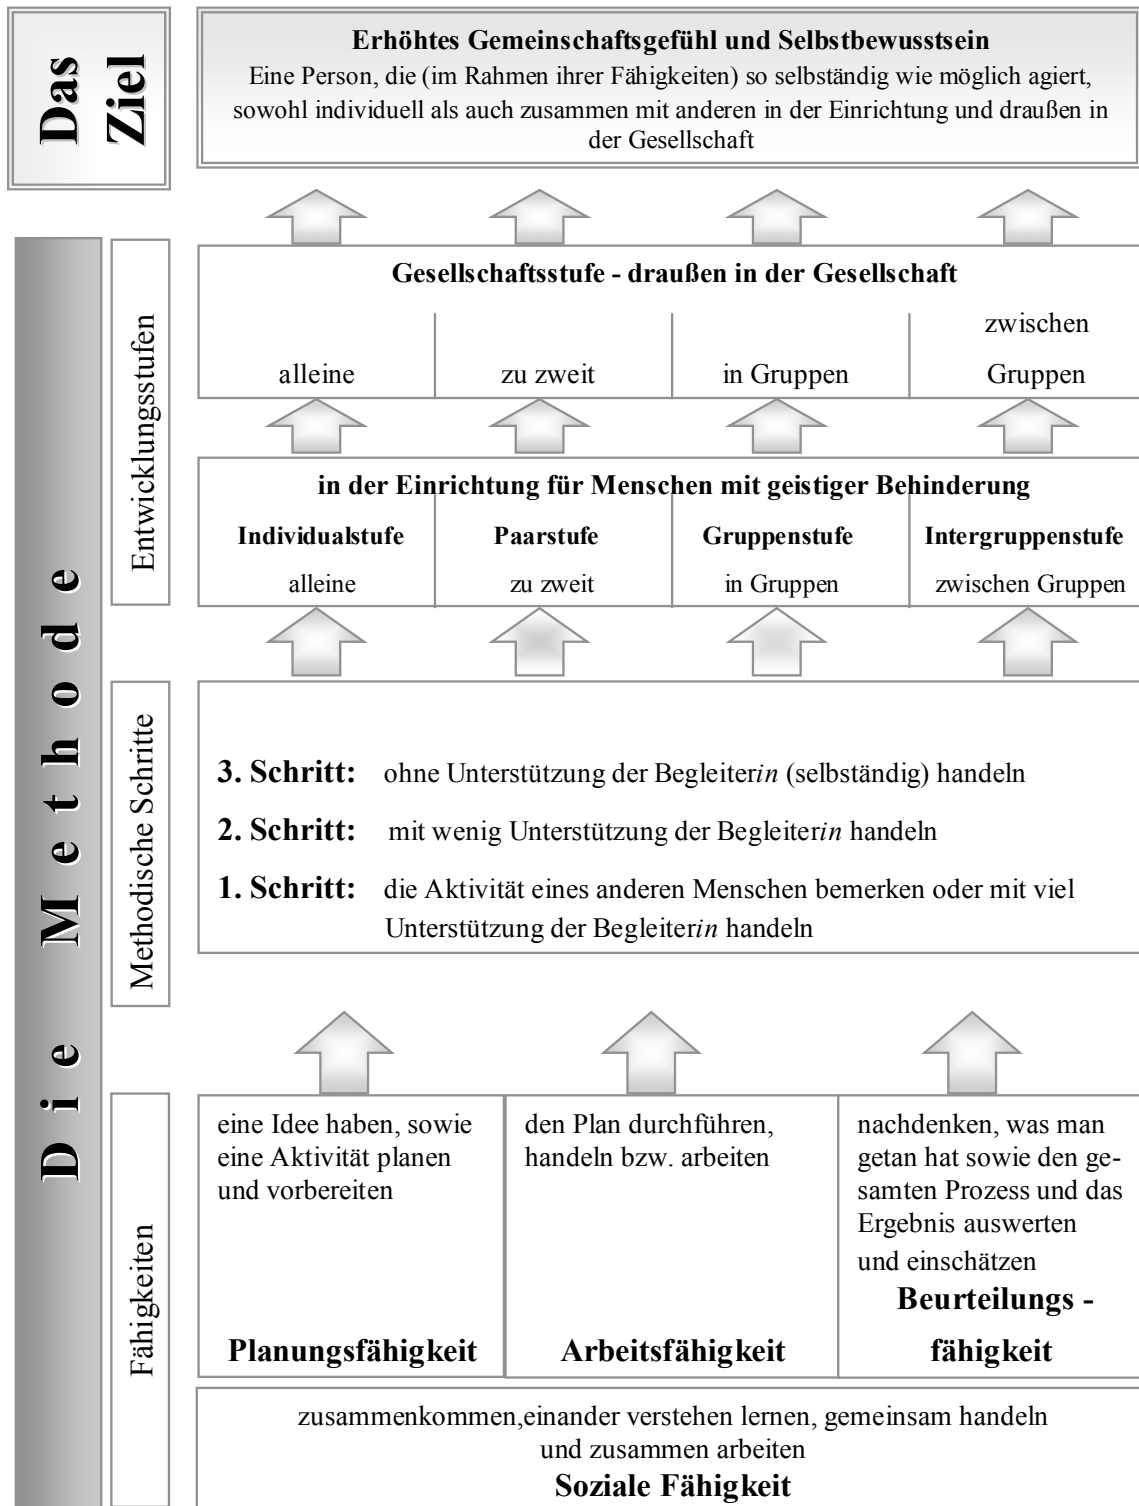 Das
Ziel
Erhöhtes Gemeinschaftsgefühl und Selbstbewusstsein
Eine Person, die (im Rahmen ihrer Fähigkeiten) so selbständig wie möglich agiert,
sowohl individuell als auch zusammen mit anderen in der Einrichtung und draußen in
der Gesellschaft
Die Methode
Entwicklungsstufen
Gesellschaftsstufe - draußen in der Gesellschaft
alleine
zu zweit
in Gruppen
zwischen
Gruppen
in der Einrichtung für Menschen mit geistiger Behinderung
Individualstufe
alleine
Paarstufe
zu zweit
Gruppenstufe
in Gruppen
Intergruppenstufe
zwischen Gruppen
Methodische Schritte
3. Schritt: ohne Unterstützung der Begleiterin (selbständig) handeln
2. Schritt: mit wenig Unterstützung der Begleiterin handeln
1. Schritt: die Aktivität eines anderen Menschen bemerken oder mit viel
Unterstützung der Begleiterin handeln
Fähigkeiten
eine Idee haben, sowie
eine Aktivität planen
und vorbereiten
Planungsfähigkeit
den Plan durchführen,
handeln bzw. arbeiten
Arbeitsfähigkeit
nachdenken, was man
getan hat sowie den ge-
samten Prozess und das
Ergebnis auswerten
und einschätzen
Beurteilungs -
fähigkeit
zusammenkommen,einander verstehen lernen, gemeinsam handeln
und zusammen arbeiten
Soziale Fähigkeit